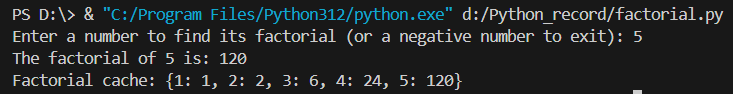 PS D:\> & "C:/Program Files/Python312/python.exe" d:/Python_record/factorial.py
Enter a number to find its factorial (or a negative number to exit): 5
The factorial of 5 is: 120
Factorial cache: {1: 1, 2: 2, 3: 6, 4: 24, 5: 120}